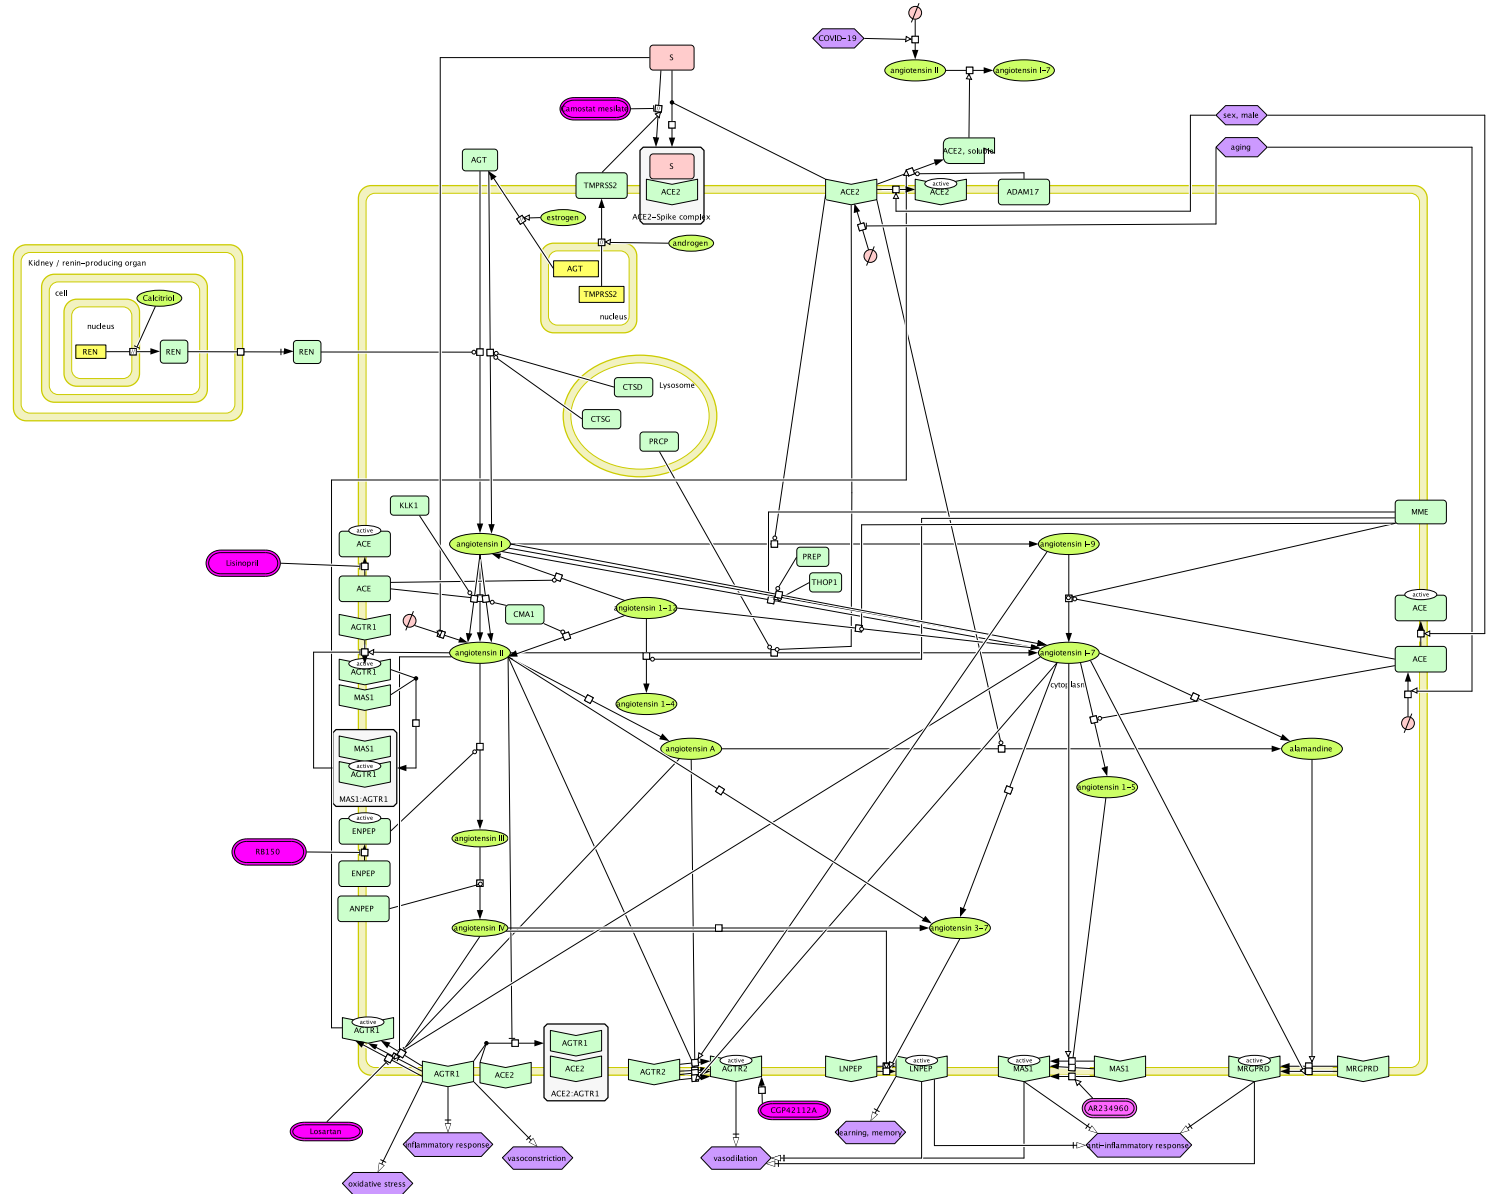 COVID-19
S
angiotensin II
angiotensin I-7
Camostat mesilate
sex, male
aging
ACE2, soluble
AGT
S
TMPRSS2
ACE2
ACE2
active
ACE2
ADAM17
ACE2-Spike complex
estrogen
androgen
Kidney / renin-producing organ
AGT
cell
Calcitriol
TMPRSS2
nucleus
nucleus
REN
REN
REN
CTSD
Lysosome
CTSG
PRCP
KLK1
MME
active
ACE
angiotensin I
angiotensin I-9
PREP
Lisinopril
THOP1
ACE
active
ACE
angiotensin 1-12
CMA1
AGTR1
angiotensin II
angiotensin I-7
ACE
active
AGTR1
cytoplasm
MAS1
angiotensin 1-4
MAS1
angiotensin A
alamandine
active
AGTR1
angiotensin 1-5
MAS1:AGTR1
active
ENPEP
angiotensin III
RB150
ENPEP
ANPEP
angiotensin IV
angiotensin 3-7
active
AGTR1
AGTR1
active
active
active
active
AGTR1
ACE2
ACE2
AGTR2
AGTR2
LNPEP
LNPEP
MAS1
MAS1
MRGPRD
MRGPRD
ACE2:AGTR1
CGP42112A
AR234960
Losartan
inflammatory response
learning, memory
anti-inflammatory response
vasoconstriction
vasodilation
oxidative stress